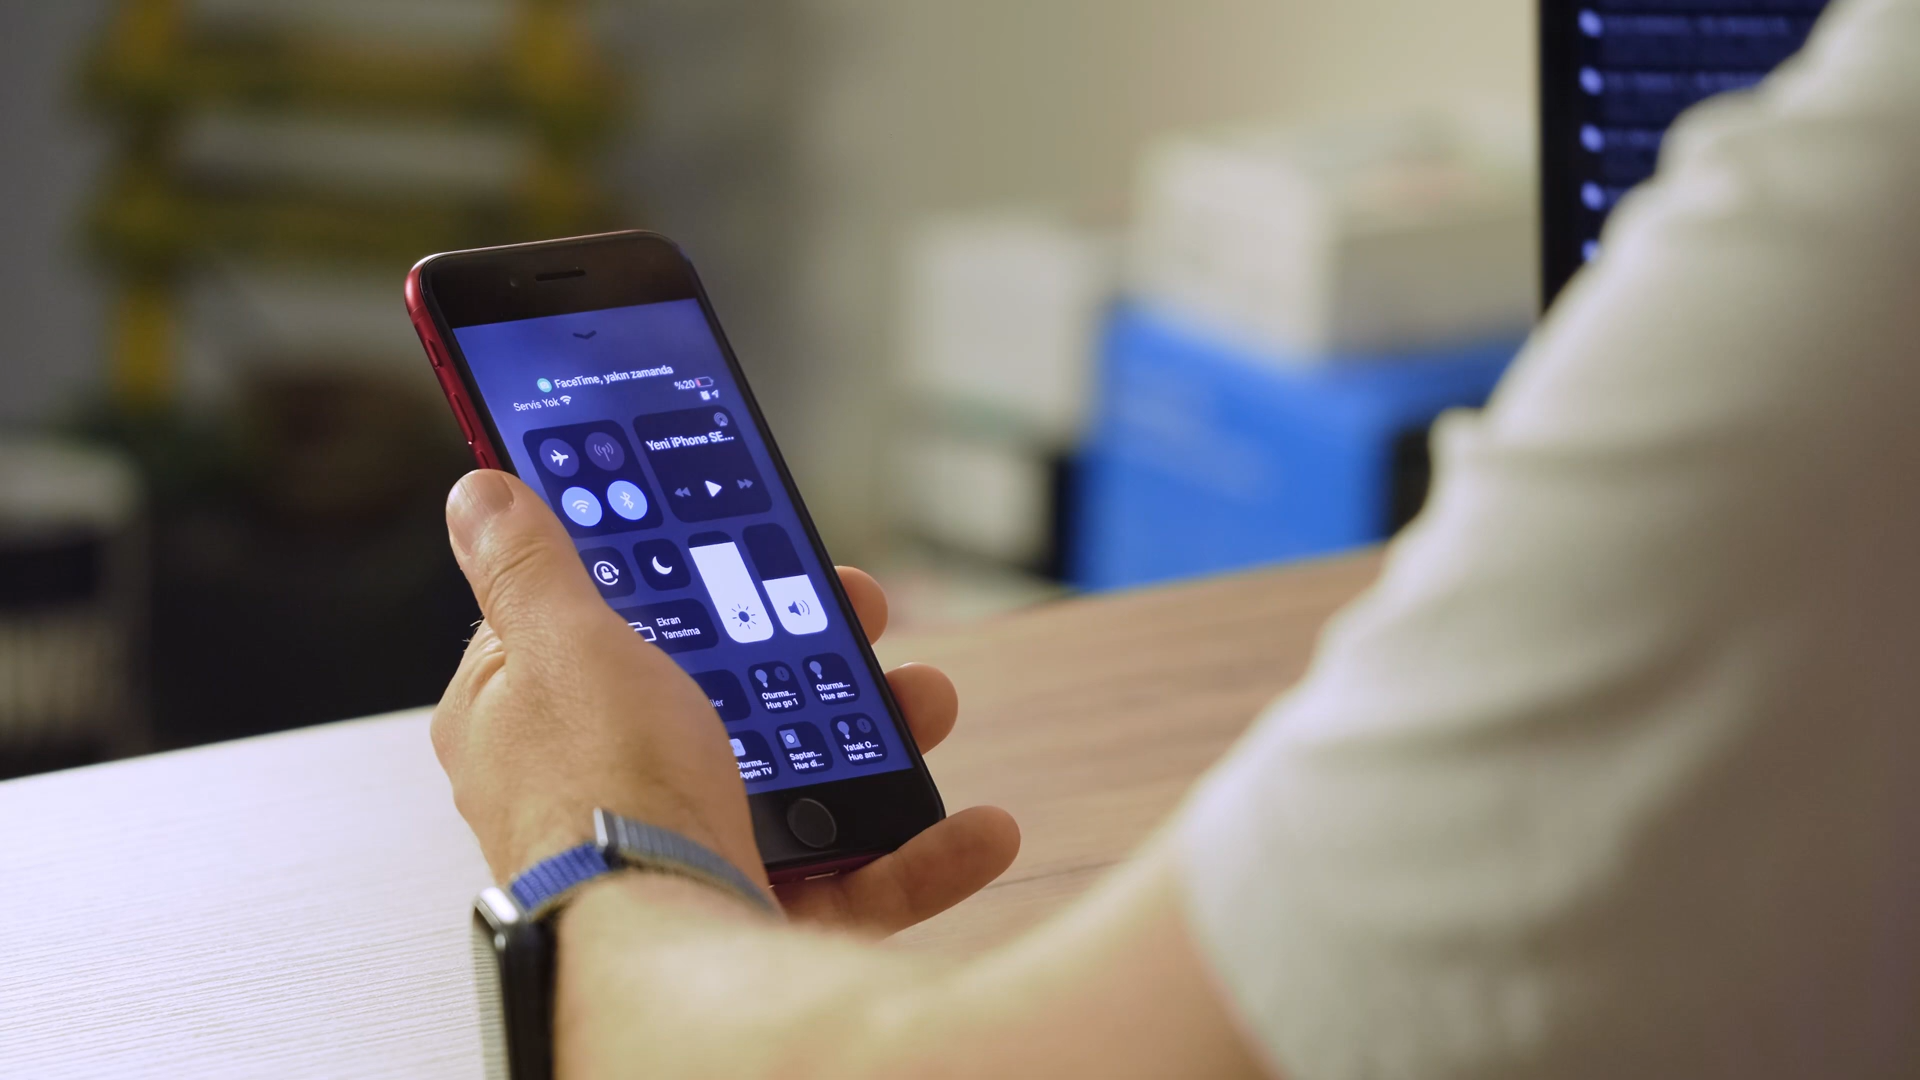 FaceTime, yakın zamanda
Servis Yok
%20
Yeni iPhone SE...
Ekran
Yansıtma
Oturma...
Hue go 1
Oturma...
Hue am...
Oturma...
Apple TV
Saptan...
Hue di...
Yatak O...
Hue am...